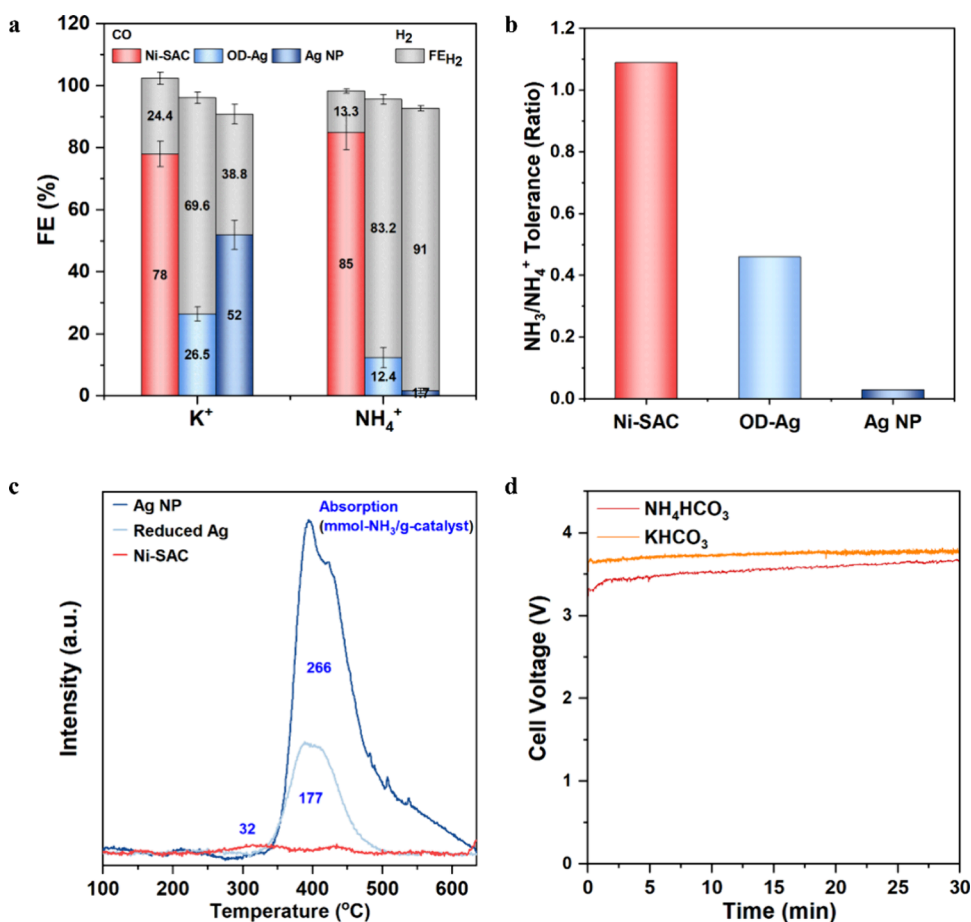 a
CO
H2
Ni-SAC OD-Ag Ag NP FEH2
FE (%)
120
100
80
60
40
20
0
24.4
78
69.6
26.5
38.8
52
13.3
85
83.2
12.4
91
1.7
K+
NH4+
b
NH3/NH4+ Tolerance (Ratio)
1.2
1.0
0.8
0.6
0.4
0.2
0.0
Ni-SAC OD-Ag Ag NP
c
Ag NP
Reduced Ag
Ni-SAC
Absorption
(mmol-NH3/g-catalyst)
266
177
32
Intensity (a.u.)
100 200 300 400 500 600
Temperature (oC)
d
NH4HCO3
KHCO3
Cell Voltage (V)
5
4
3
2
1
0
0 5 10 15 20 25 30
Time (min)